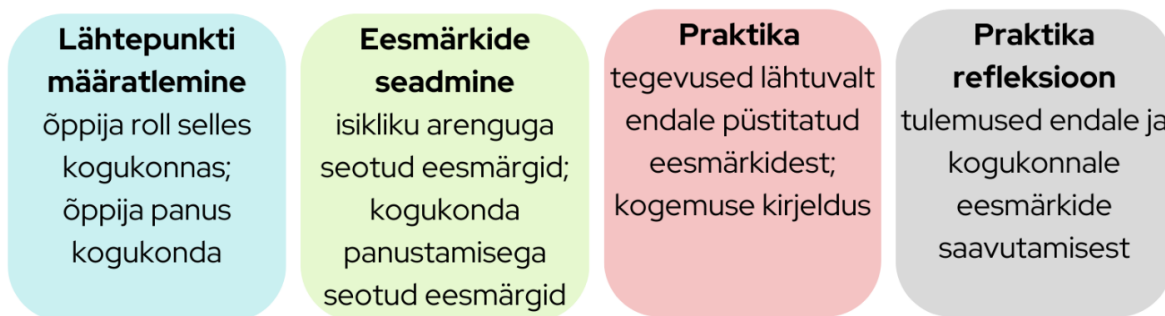 Lähtepunkti
määratlemine
õppija roll selles
kogukonnas;
õppija panus
kogukonda
Eesmärkide
seadmine
isikliku arenguga
seotud eesmärgid;
kogukonda
panustamisega
seotud eesmärgid
Praktika
tegevused lähtuvalt
endale püstitatud
eesmärkidest;
kogemuse kirjeldus
Praktika
refleksioon
tulemused endale ja
kogukonnale
eesmärkide
saavutamisest